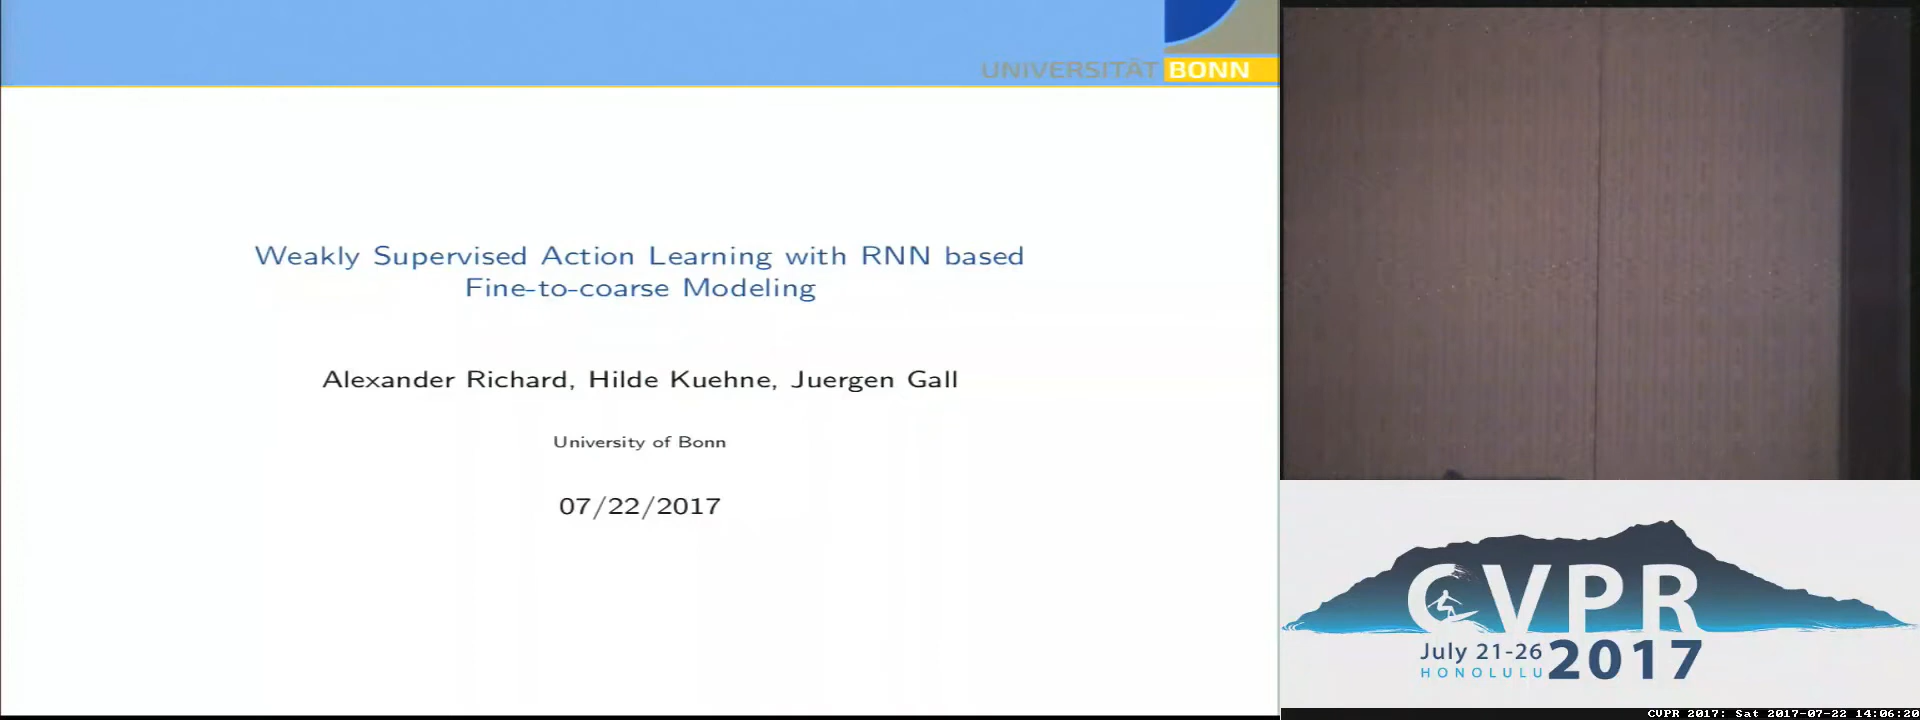 UNIVERSITÄT BONN
Weakly Supervised Action Learning with RNN based
Fine-to-coarse Modeling
Alexander Richard, Hilde Kuehne, Juergen Gall
University of Bonn
07/22/2017
CVPR
July 21-26
HONOLULU
2017
CVPR 2017: Sat 2017-07-22 14:06:20